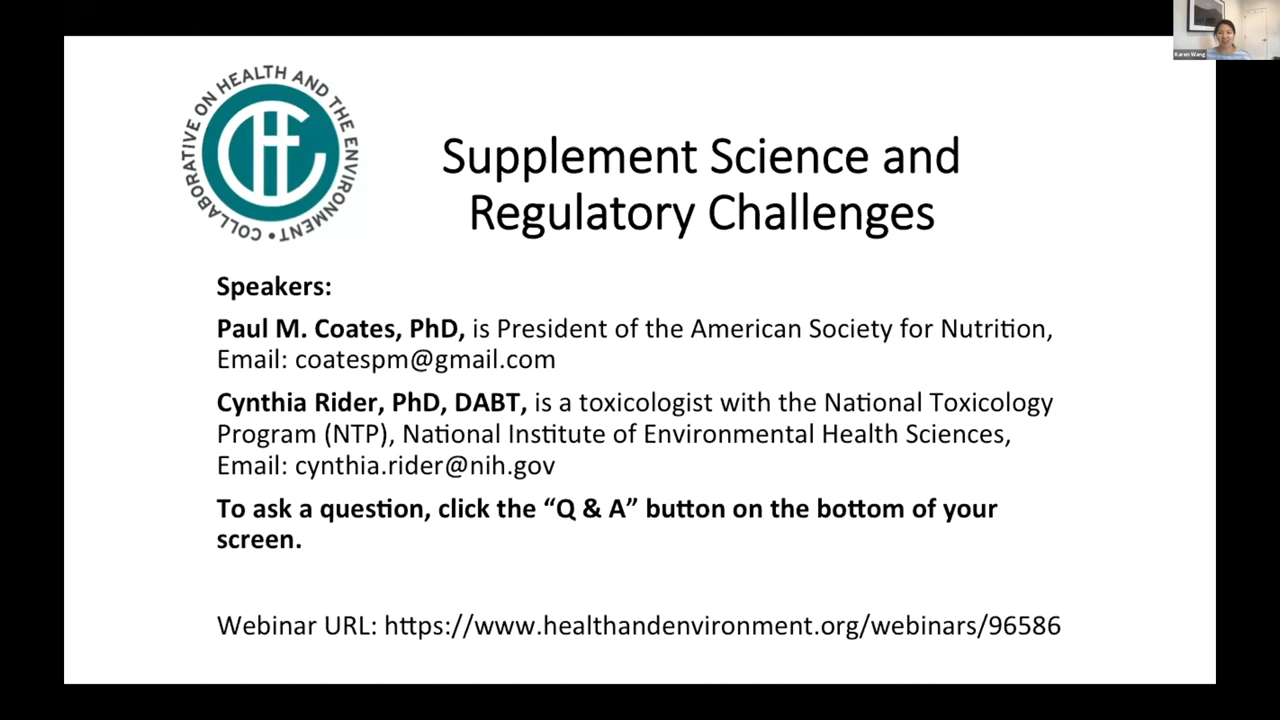 COLLABORATIVE ON HEALTH AND THE ENVIRONMENT •
CHE
Karen Wang
Supplement Science and
Regulatory Challenges
Speakers:
Paul M. Coates, PhD, is President of the American Society for Nutrition,
Email: coatespm@gmail.com
Cynthia Rider, PhD, DABT, is a toxicologist with the National Toxicology
Program (NTP), National Institute of Environmental Health Sciences,
Email: cynthia.rider@nih.gov
To ask a question, click the “Q & A” button on the bottom of your
screen.
Webinar URL: https://www.healthandenvironment.org/webinars/96586